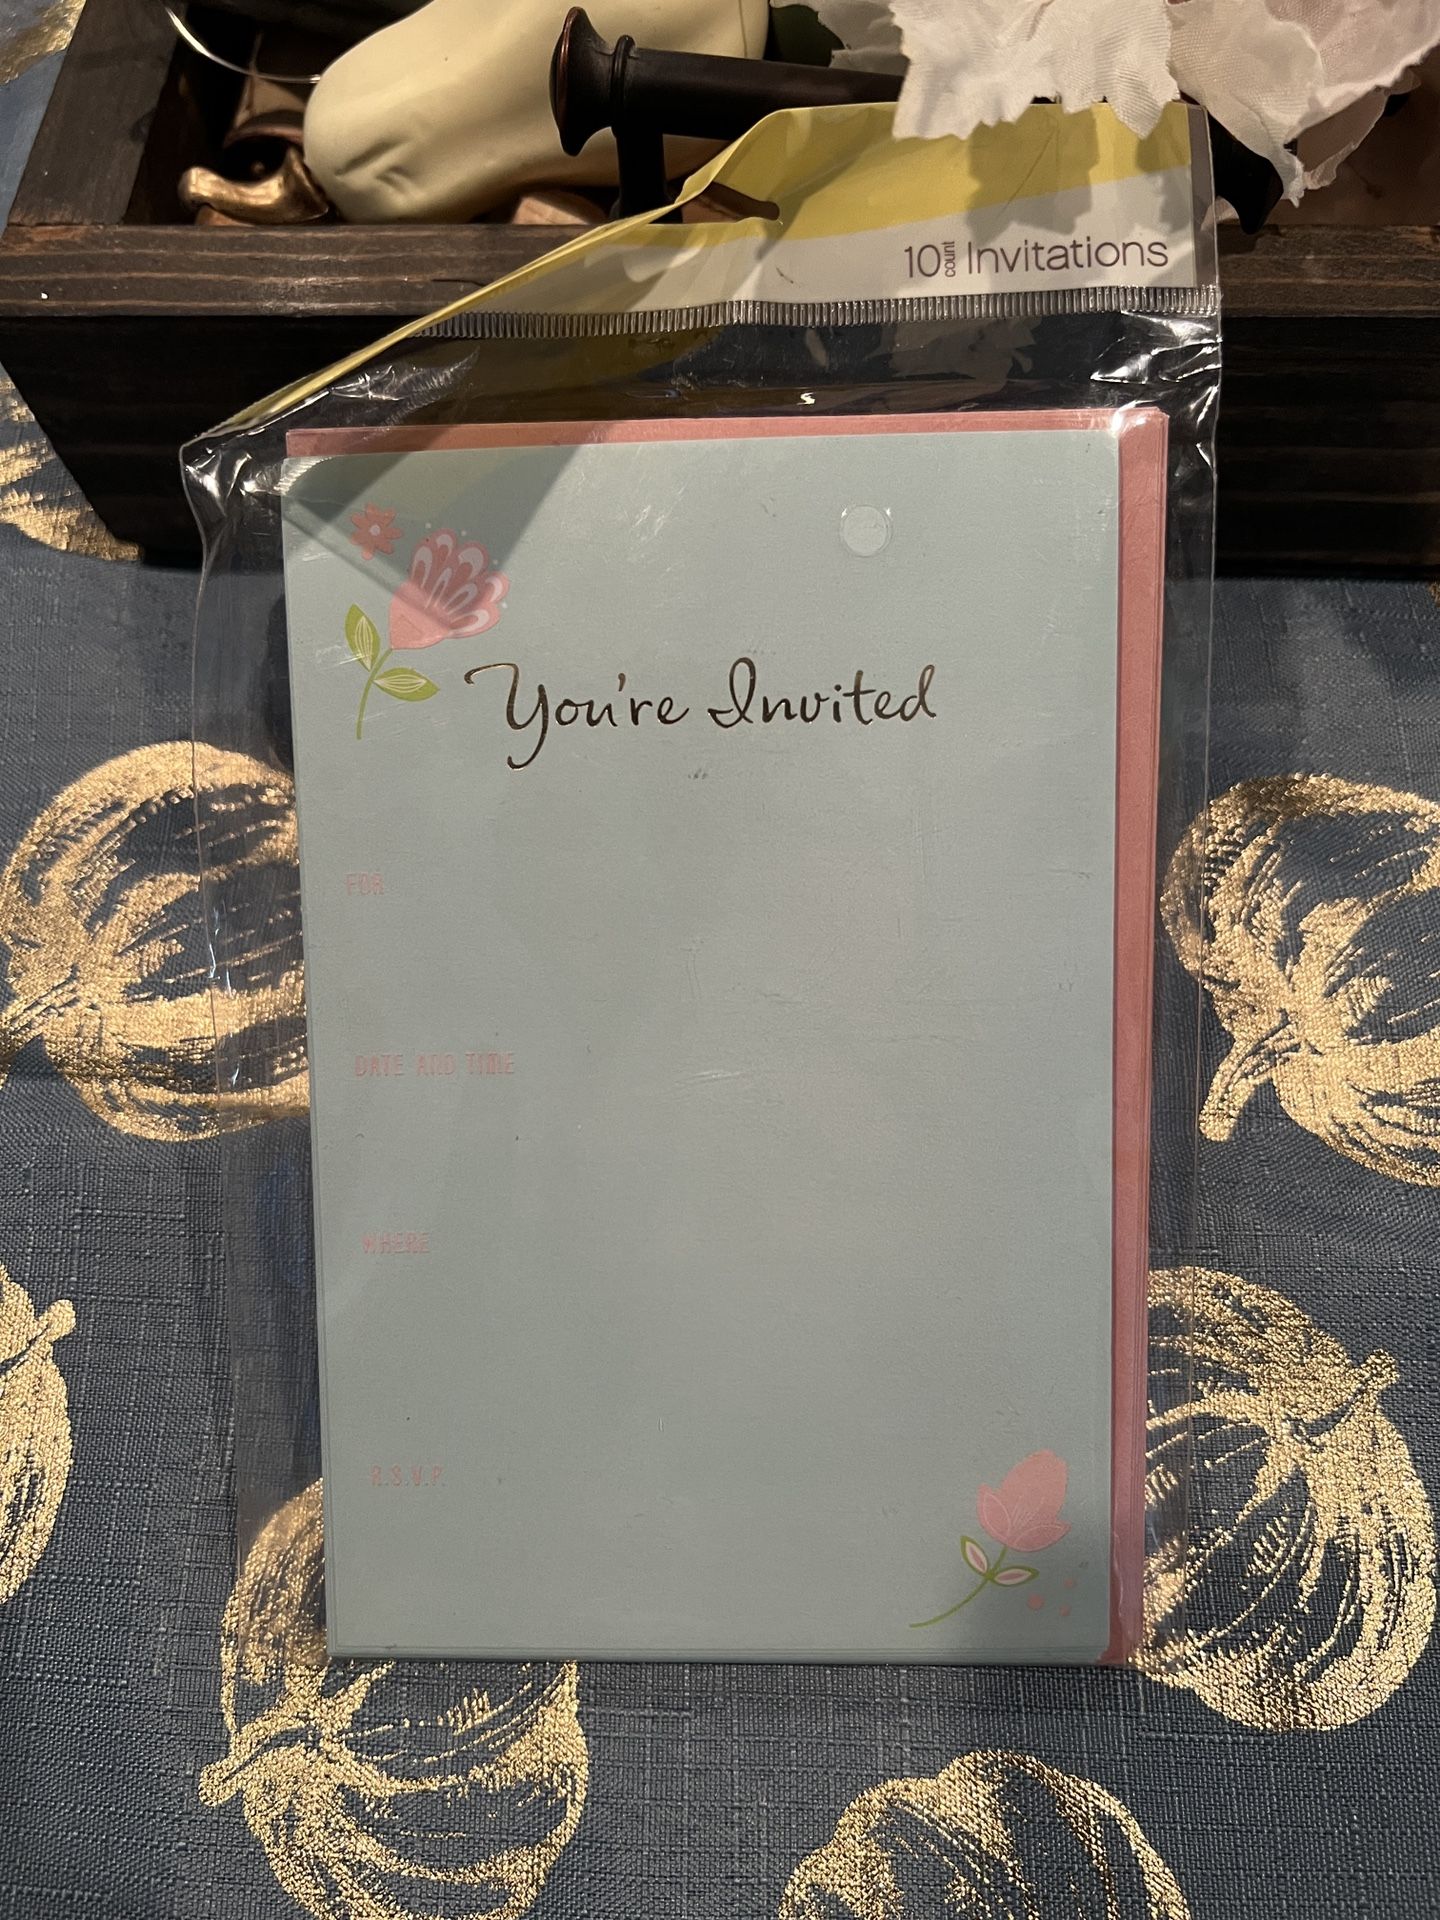 10 count Invitations
You're Invited
FOR
DATE AND TIME
WHERE
R.S.V.P.